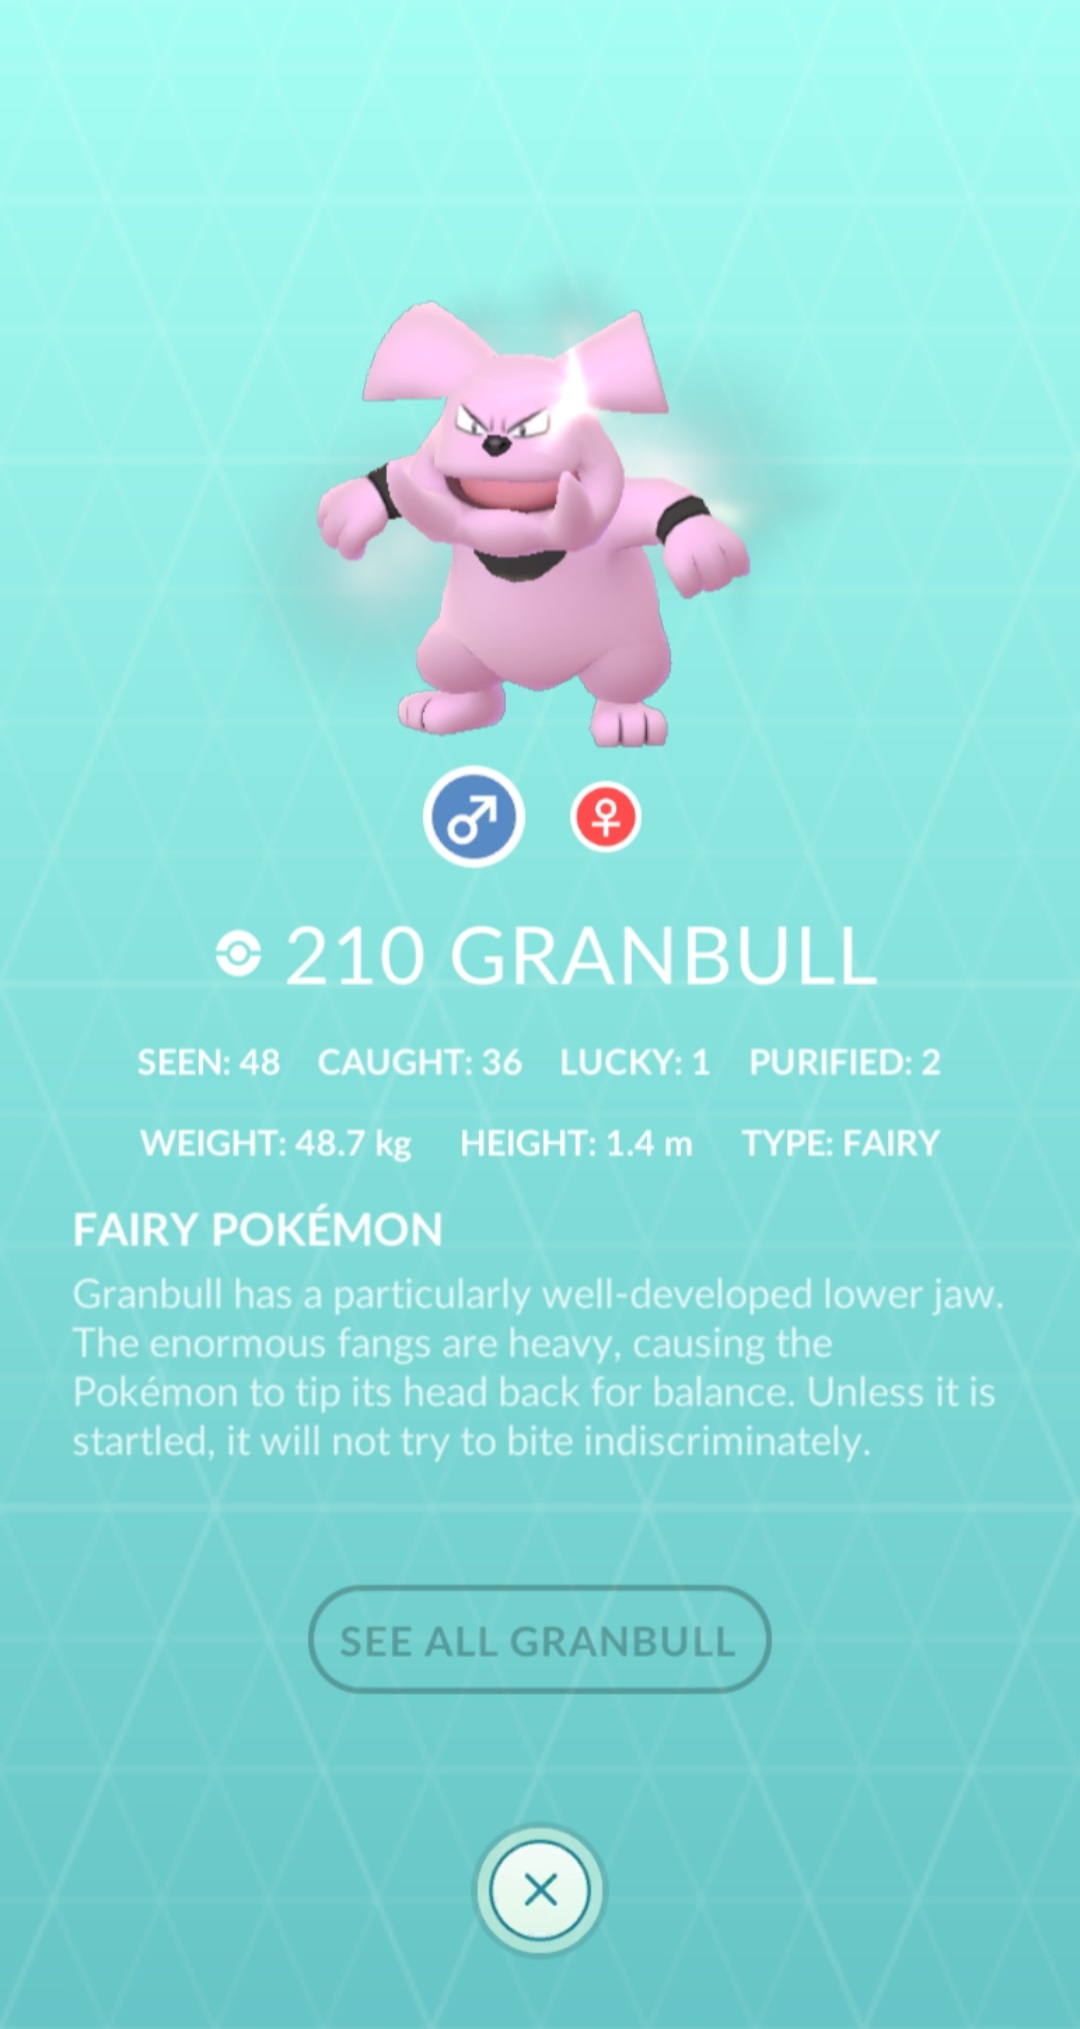 210 GRANBULL
SEEN: 48 CAUGHT: 36 LUCKY: 1 PURIFIED: 2
WEIGHT: 48.7 kg HEIGHT: 1.4 m TYPE: FAIRY
FAIRY POKÉMON
Granbull has a particularly well-developed lower jaw.
The enormous fangs are heavy, causing the
Pokémon to tip its head back for balance. Unless it is
startled, it will not try to bite indiscriminately.
SEE ALL GRANBULL